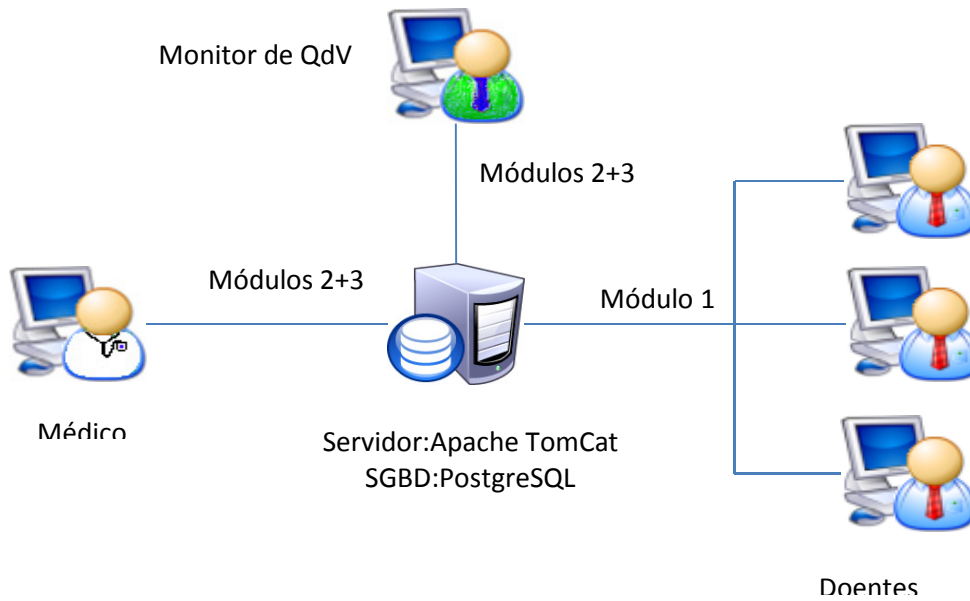 Monitor de QdV
Módulos 2+3
Módulos 2+3
Módulo 1
Médico
Servidor:Apache TomCat
SGBD:PostgreSQL
Doentes